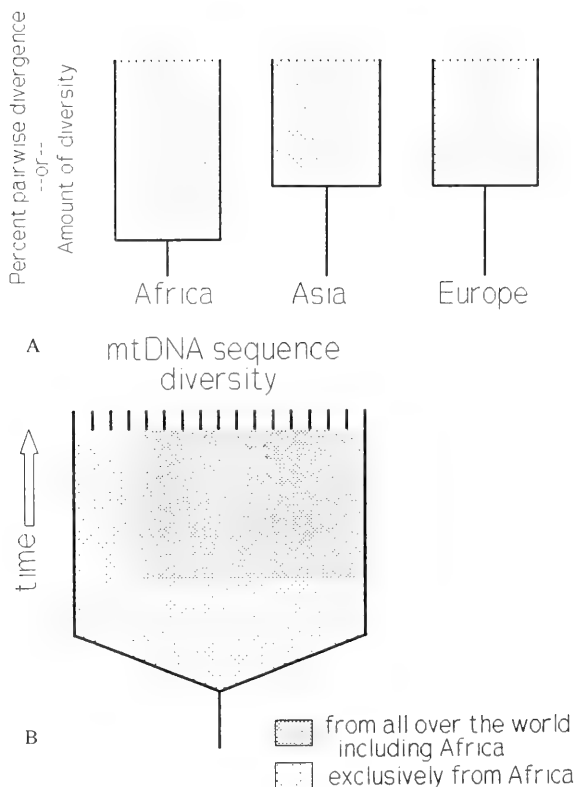 Percent pairwise divergence
--or--
Amount of diversity
Africa
Asia
Europe
A
mtDNA sequence
diversity
time
B
from all over the world
including Africa
exclusively from Africa